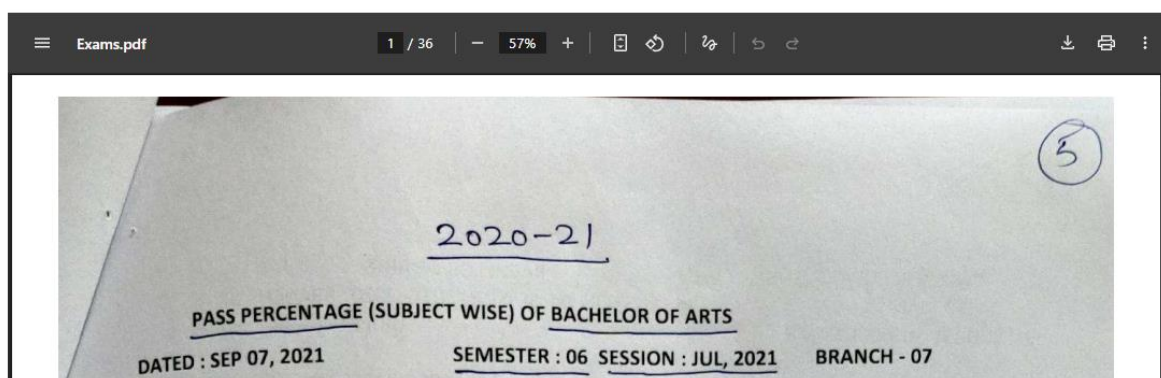 Exams.pdf 1 / 36 57%
5
2020-21
PASS PERCENTAGE (SUBJECT WISE) OF BACHELOR OF ARTS
DATED : SEP 07, 2021 SEMESTER : 06 SESSION : JUL, 2021 BRANCH - 07